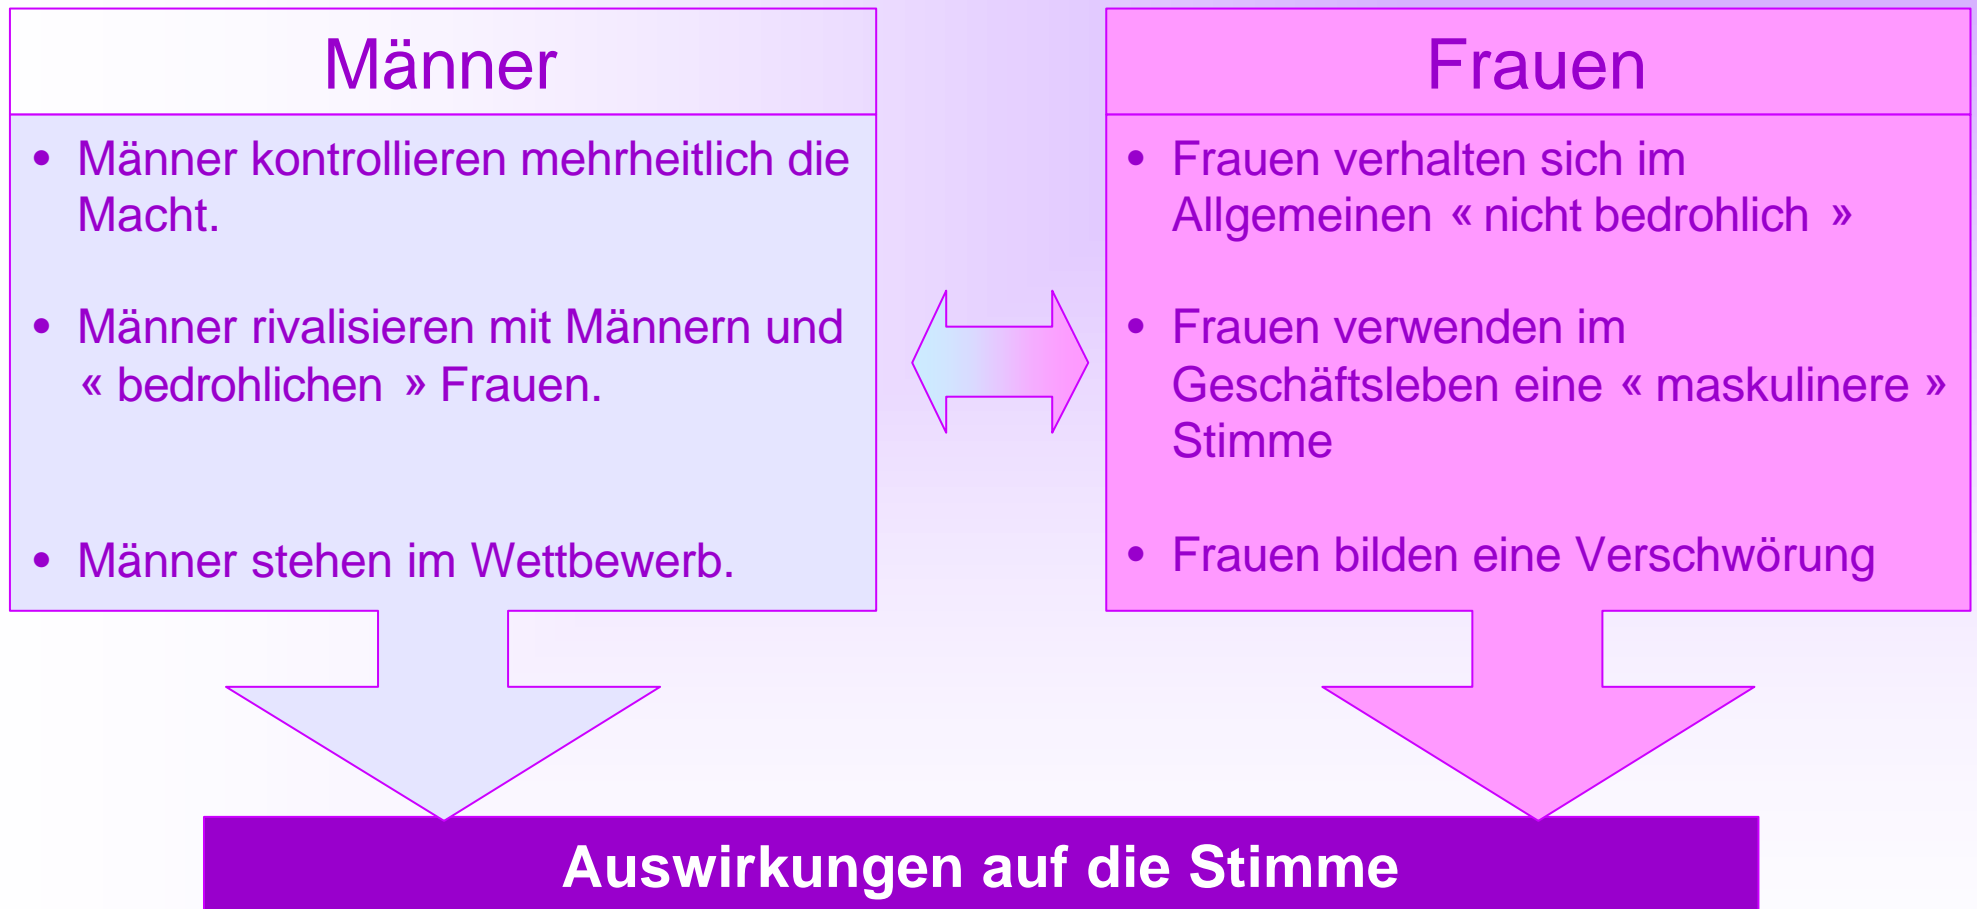 Männer
• Männer kontrollieren mehrheitlich die
Macht.
• Männer rivalisieren mit Männern und
« bedrohlichen » Frauen.
• Männer stehen im Wettbewerb.
Frauen
• Frauen verhalten sich im
Allgemeinen « nicht bedrohlich »
• Frauen verwenden im
Geschäftsleben eine « maskulinere »
Stimme
• Frauen bilden eine Verschwörung
Auswirkungen auf die Stimme